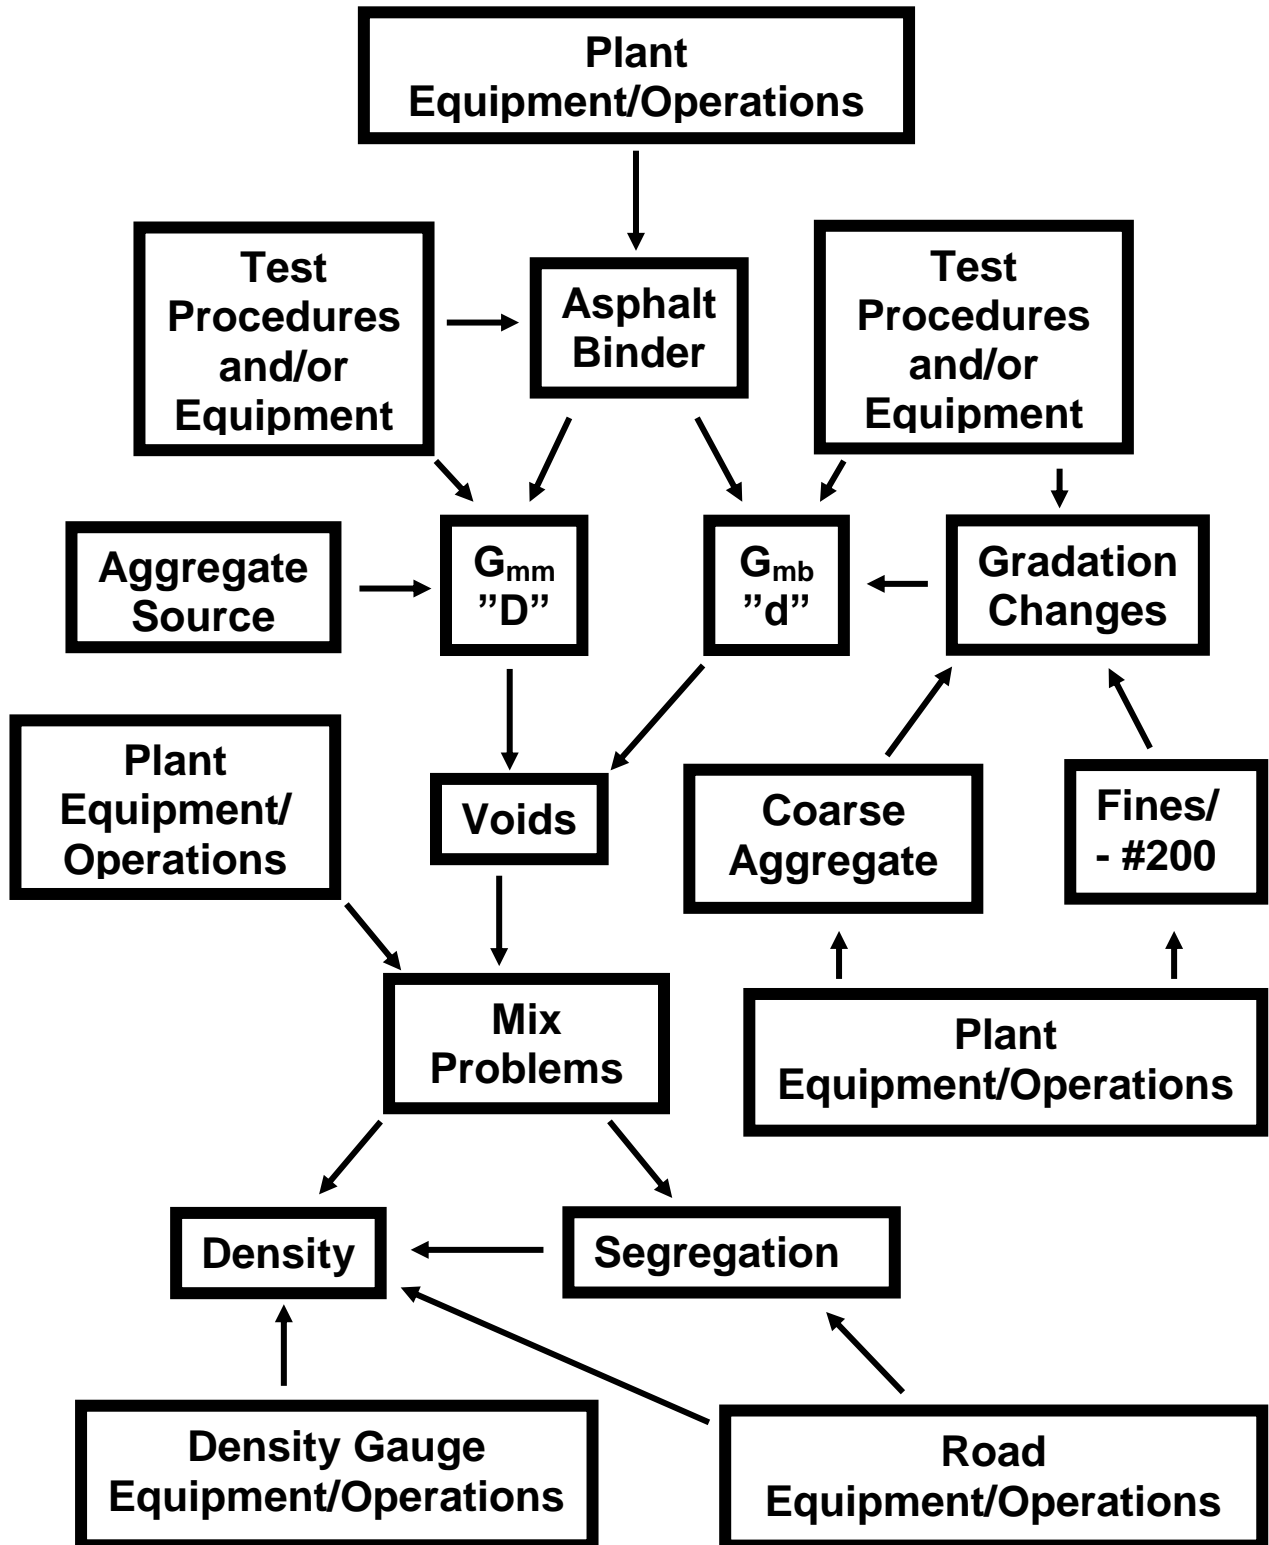 Plant
Equipment/Operations
Test
Procedures
and/or
Equipment
Asphalt
Binder
Test
Procedures
and/or
Equipment
Aggregate
Source
Gmm
”D”
Gmb
”d”
Gradation
Changes
Plant
Equipment/
Operations
Voids
Coarse
Aggregate
Fines/
- #200
Mix
Problems
Plant
Equipment/Operations
Density
Segregation
Density Gauge
Equipment/Operations
Road
Equipment/Operations